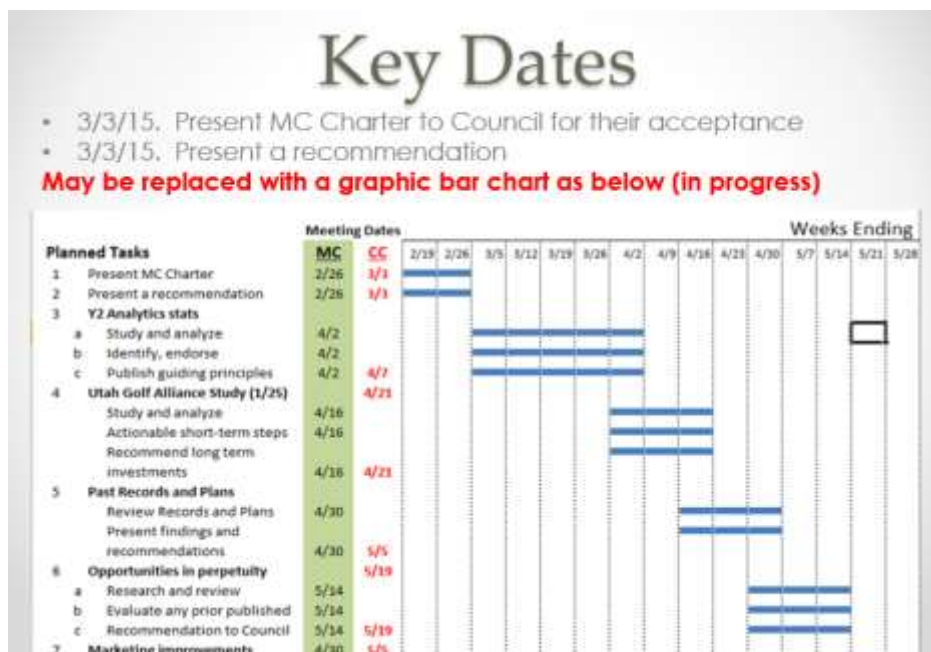 Key Dates
• 3/3/15. Present MC Charter to Council for their acceptance
• 3/3/15. Present a recommendation
May be replaced with a graphic bar chart as below (in progress)
Meeting Dates Weeks Ending
Planned Tasks MC CC 2/19 2/26 3/5 3/12 3/19 3/26 4/2 4/9 4/16 4/23 4/30 5/7 5/14 5/21 5/28
1 Present MC Charter 2/26 3/3
2 Present a recommendation 2/26 3/3
3 Y2 Analytics stats
a Study and analyze 4/2
b Identify, endorse 4/2
c Publish guiding principles 4/2 4/7
4 Utah Golf Alliance Study (1/25) 4/21
Study and analyze 4/16
Actionable short-term steps 4/16
Recommend long term
investments 4/16 4/21
5 Past Records and Plans
Review Records and Plans 4/30
Present findings and
recommendations 4/30 5/5
6 Opportunities in perpetuity 5/19
a Research and review 5/14
b Evaluate any prior published 5/14
c Recommendation to Council 5/14 5/19
7 Marketing improvements 4/30 5/5